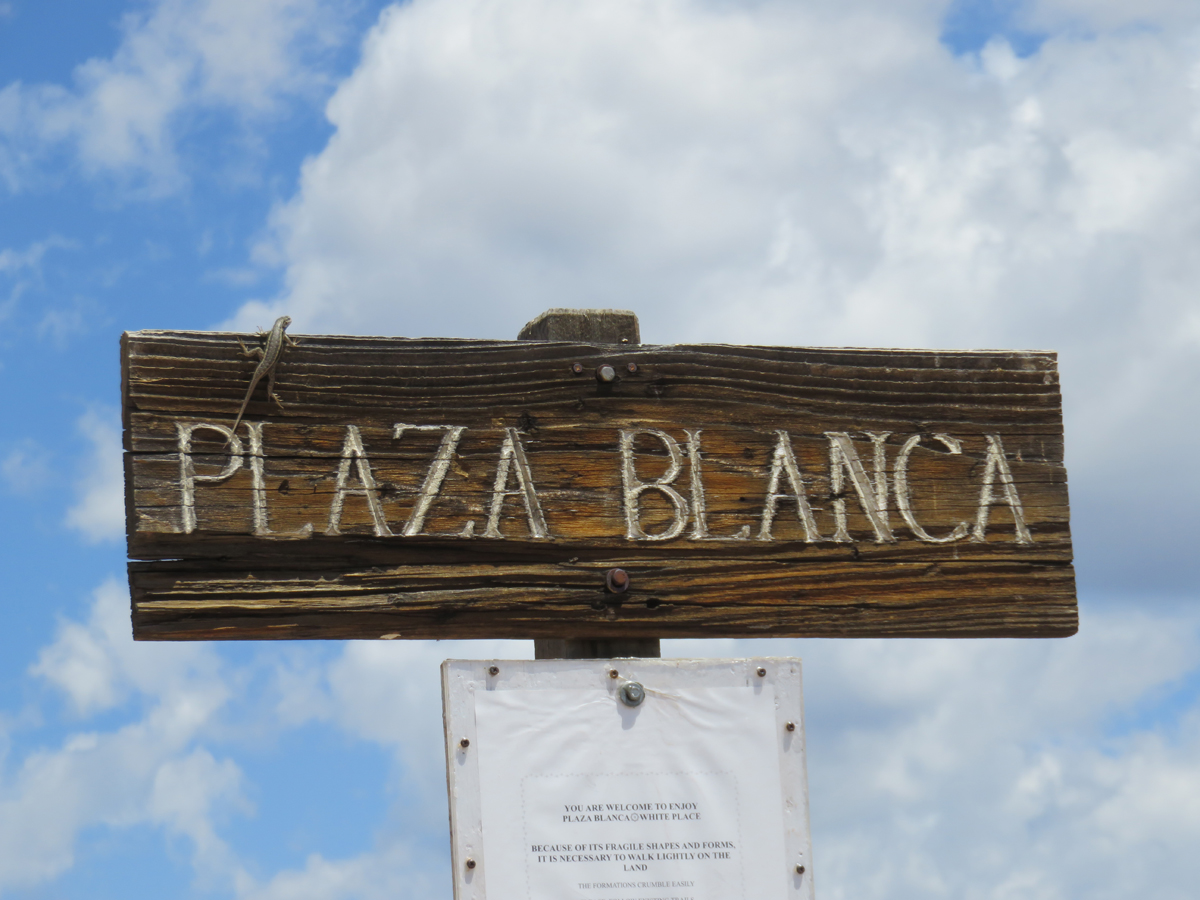 PLAZA BLANCA
YOU ARE WELCOME TO ENJOY
PLAZA BLANCA WHITE PLACE
BECAUSE OF ITS FRAGILE SHAPES AND FORMS,
IT IS NECESSARY TO WALK LIGHTLY ON THE
LAND
THE FORMATIONS CRUMBLE EASILY